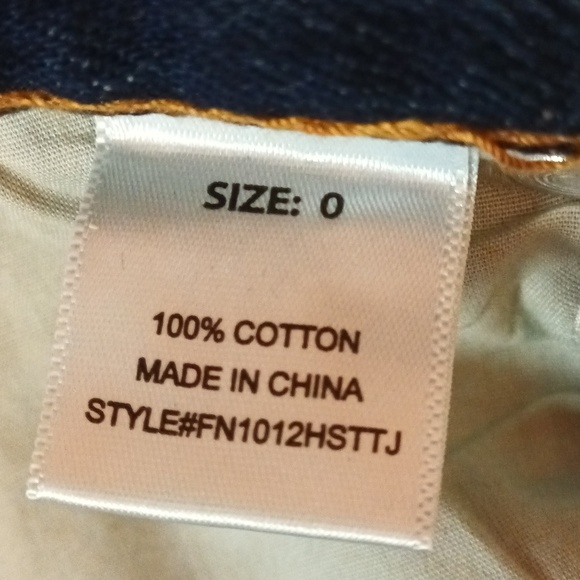 SIZE: 0
100% COTTON
MADE IN CHINA
STYLE#FN1012HSTTJ